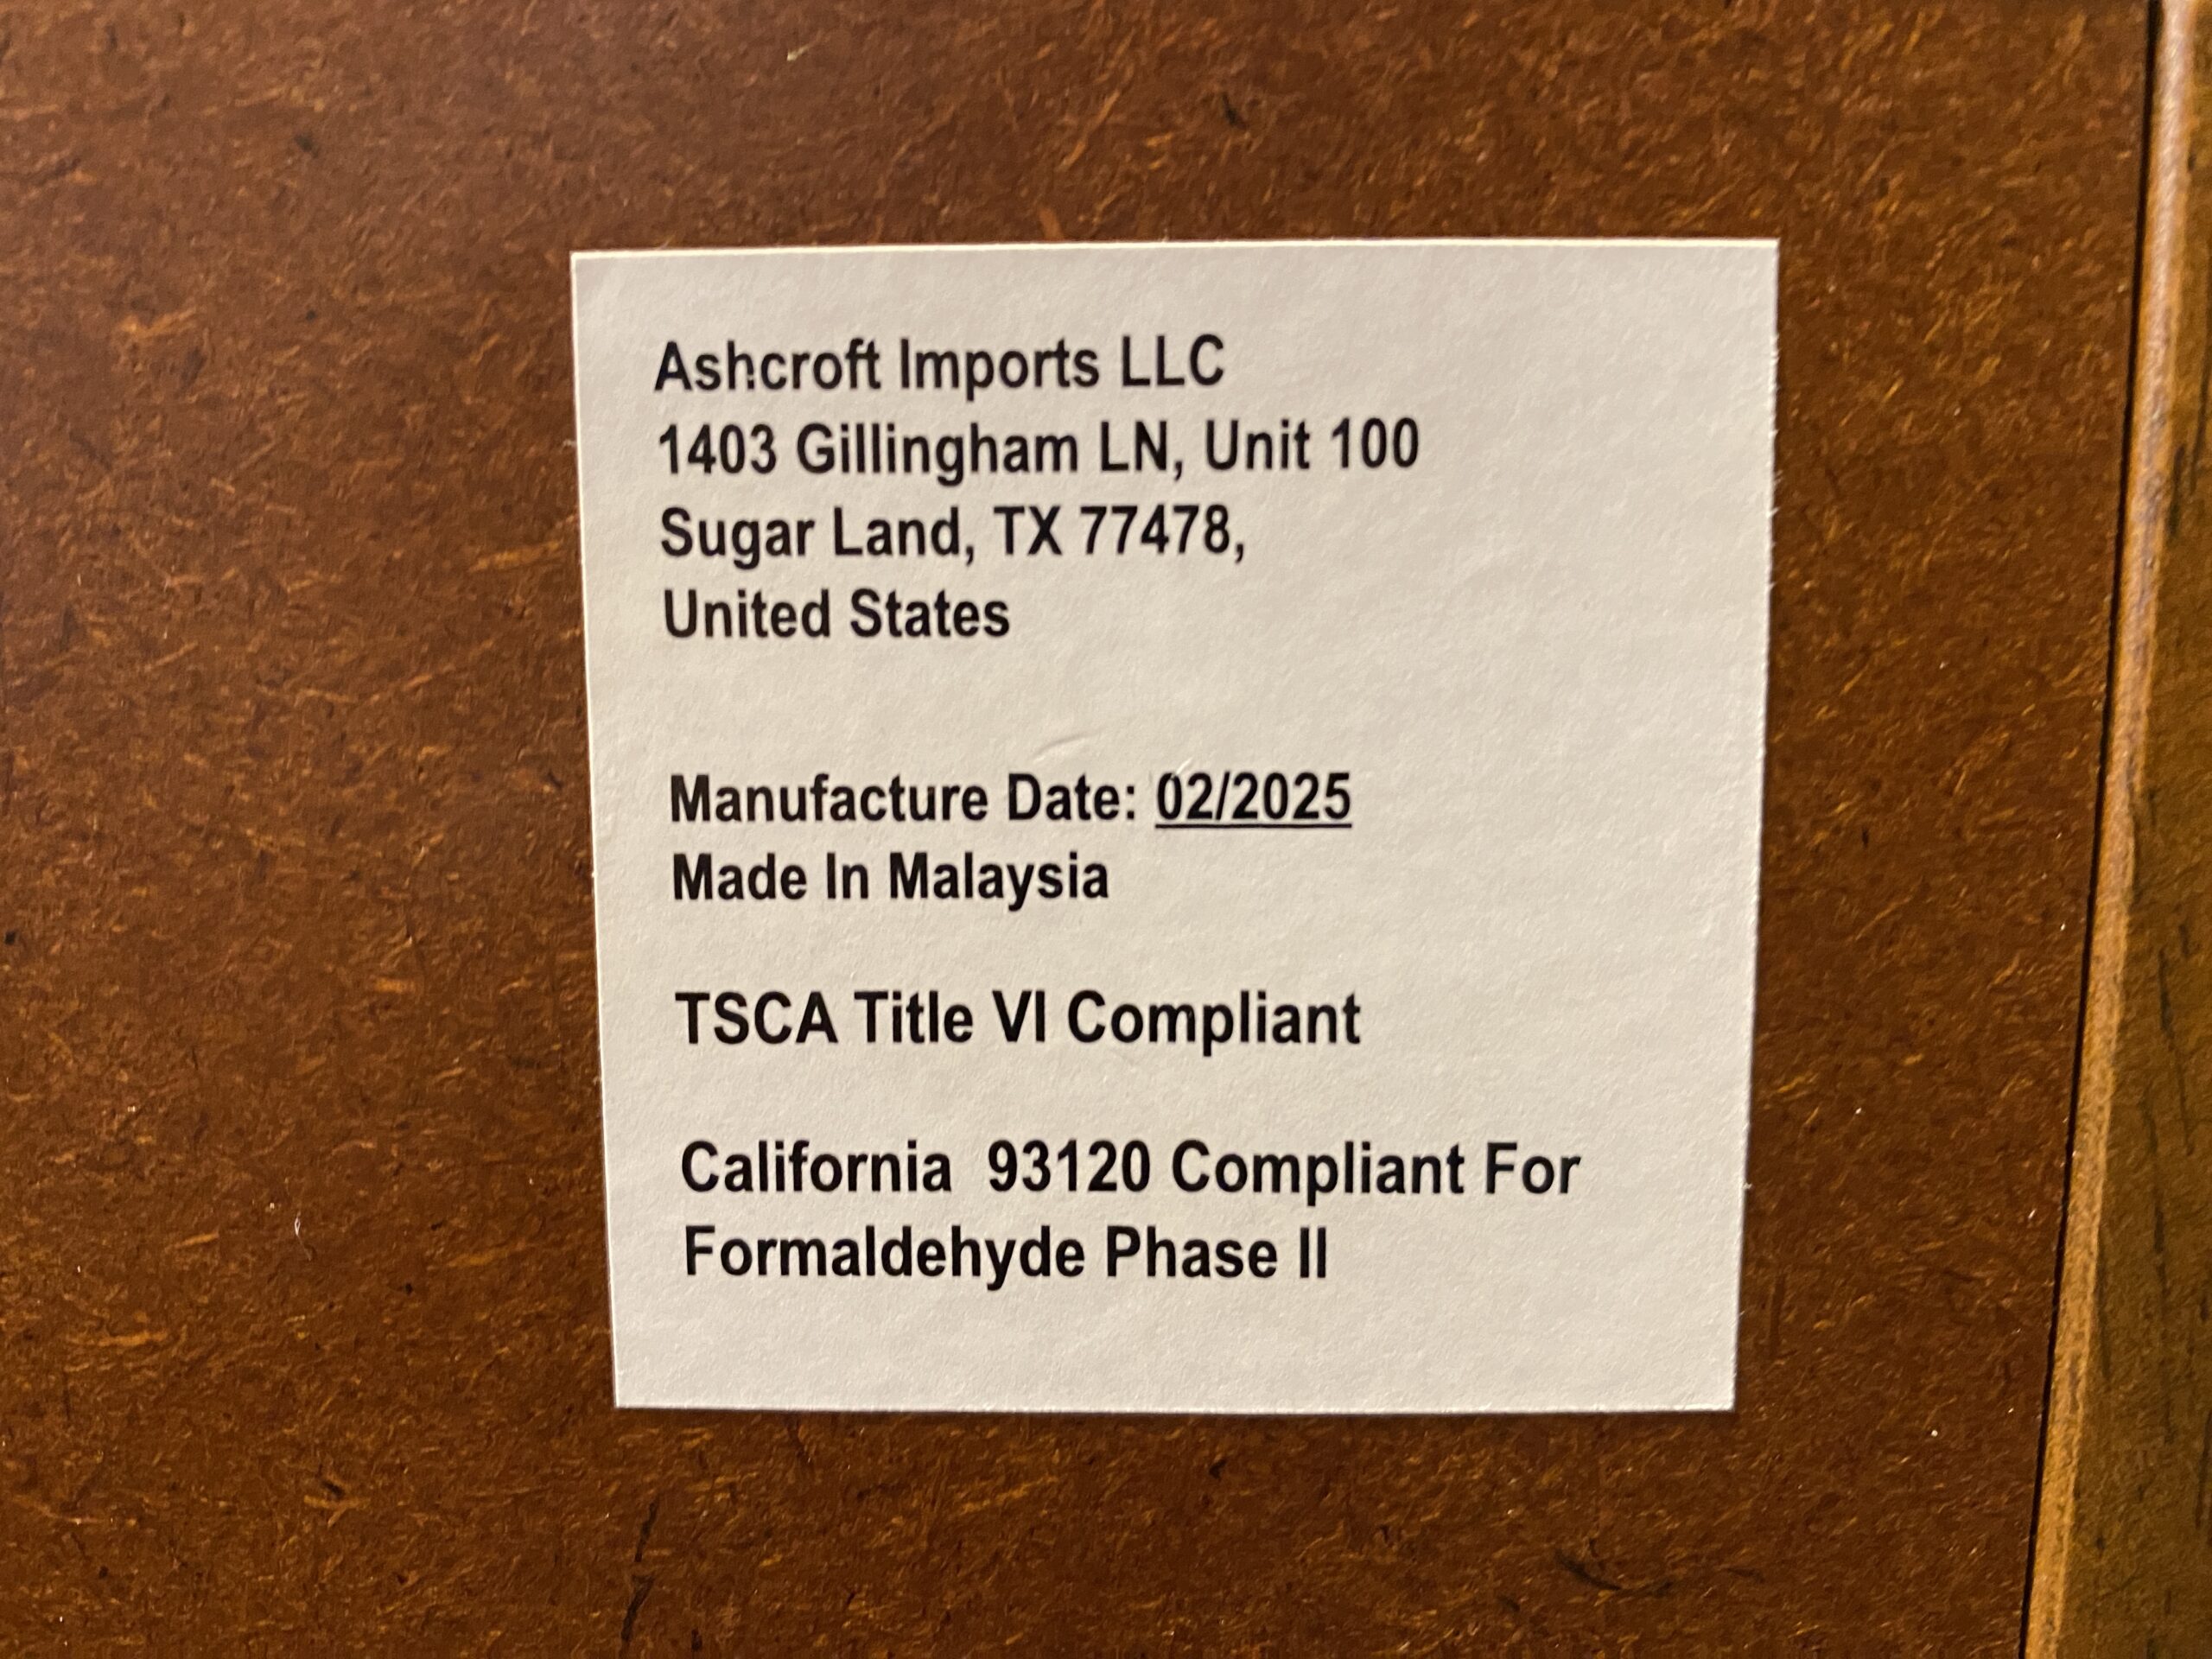 Ashcroft Imports LLC
1403 Gillingham LN, Unit 100
Sugar Land, TX 77478,
United States
Manufacture Date: 02/2025
Made In Malaysia
TSCA Title VI Compliant
California  93120 Compliant For
Formaldehyde Phase II